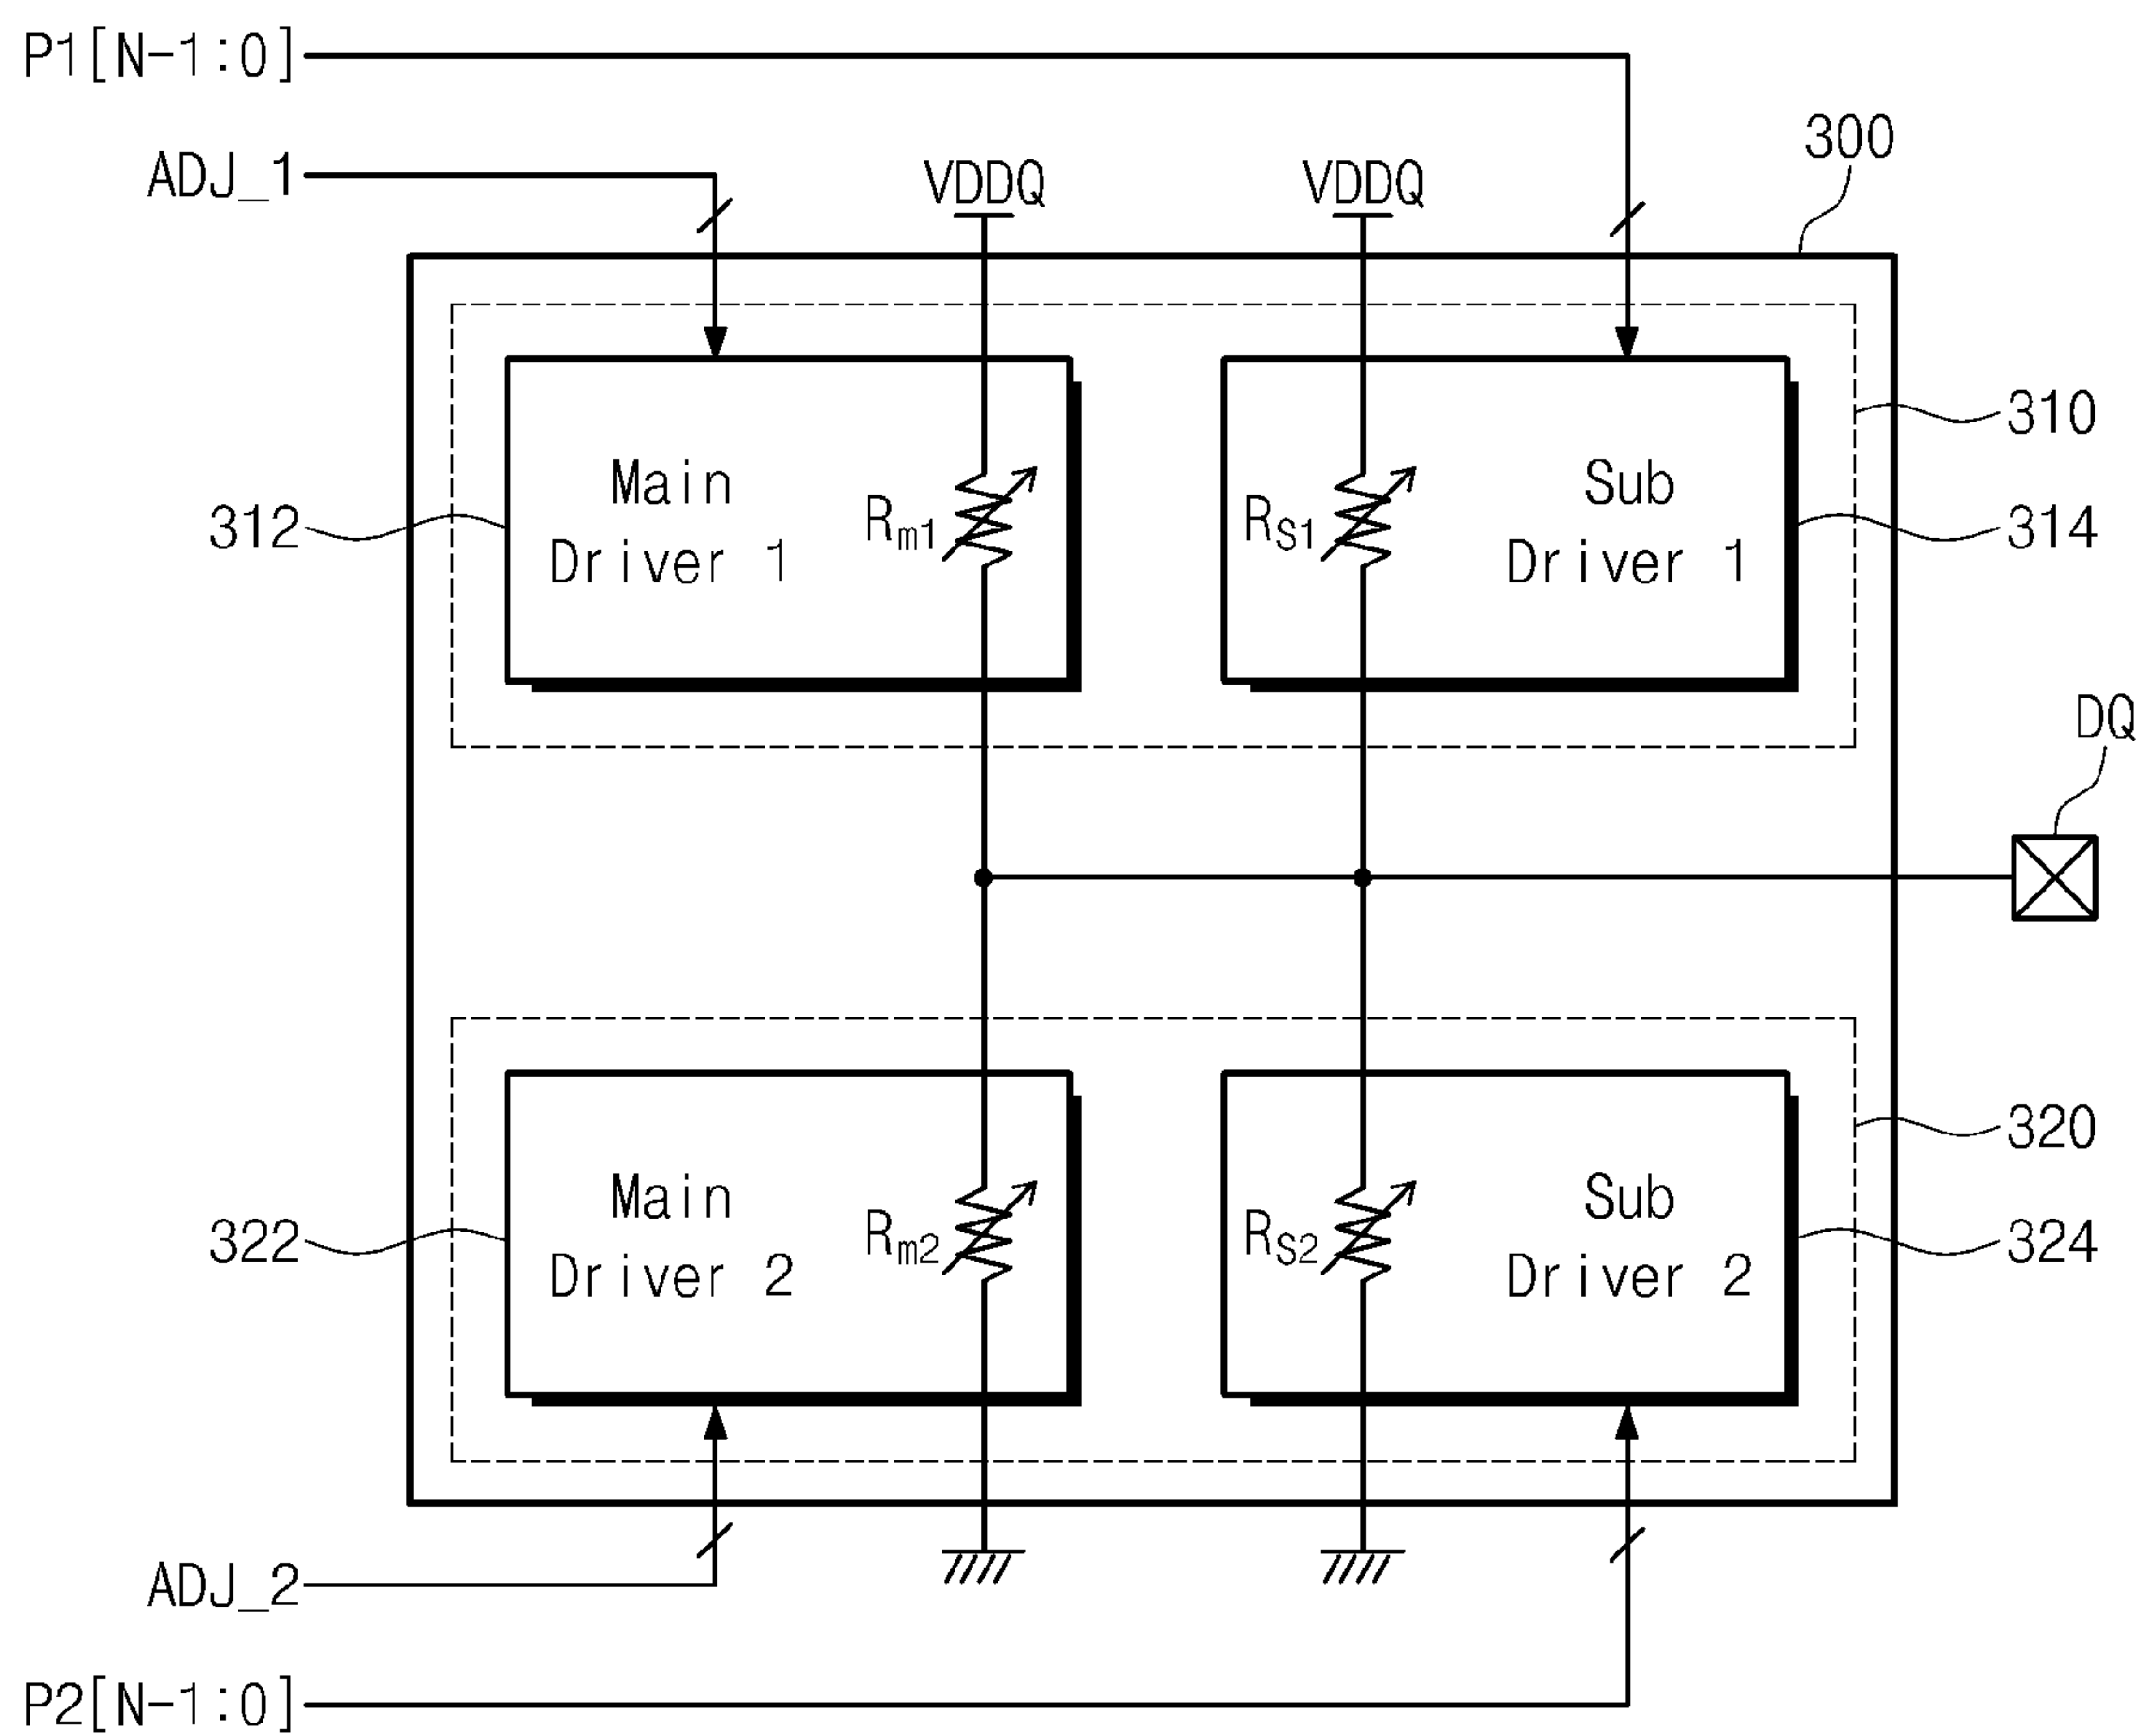 P1[N-1:0]
ADJ_1
VDDQ
VDDQ
300
310
Main
Driver 1
Rm1
RS1
Sub
Driver 1
312
314
DQ
320
Main
Driver 2
Rm2
RS2
Sub
Driver 2
322
324
ADJ_2
P2[N-1:0]